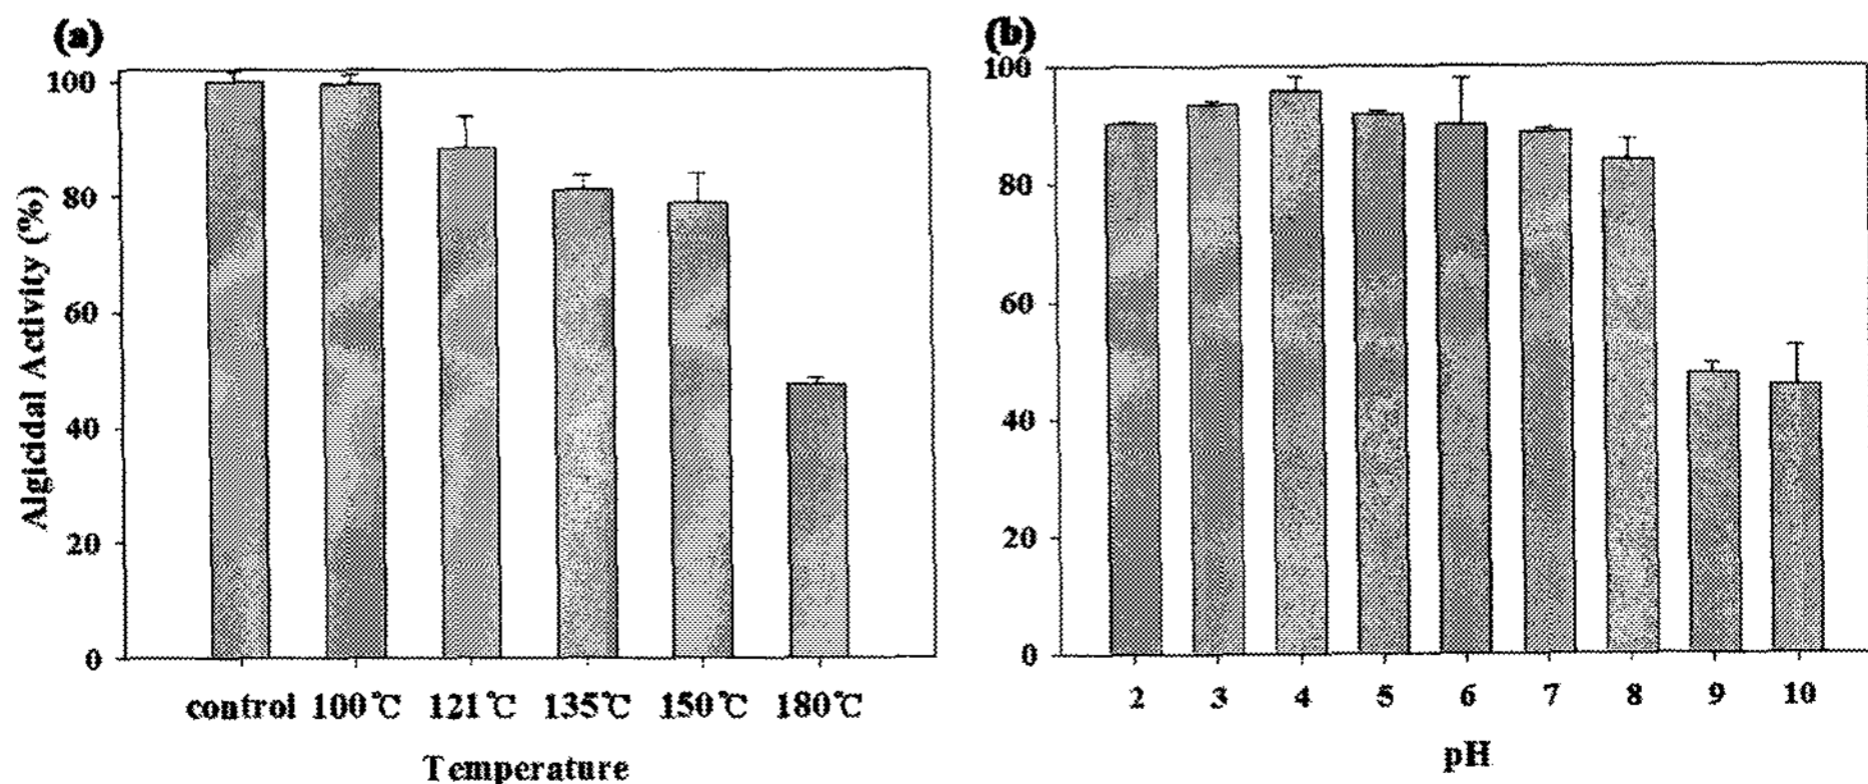 (a)
100
80
60
40
20
0
Algicidal Activity (%)
control 100℃ 121℃ 135℃ 150℃ 180℃
Temperature
(b)
100
80
60
40
20
0
2 3 4 5 6 7 8 9 10
pH